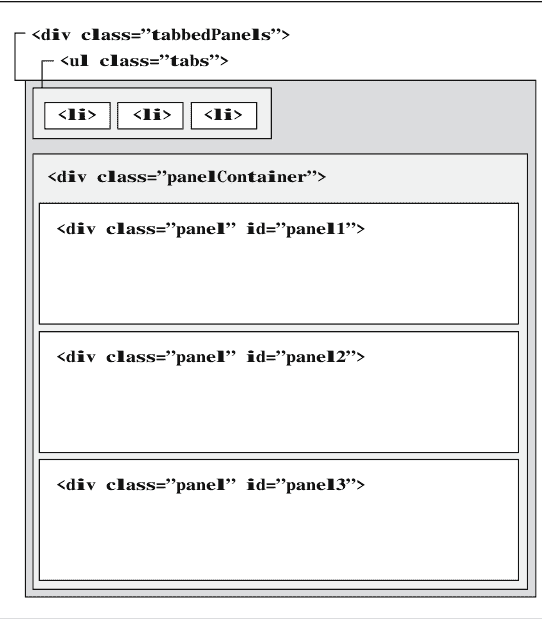 <div class=”tabbedPanels”>
<ul class=”tabs”>
<li> <li> <li>
<div class=”panelContainer”>
<div class=”panel” id=”panel1”>
<div class=”panel” id=”panel2”>
<div class=”panel” id=”panel3”>